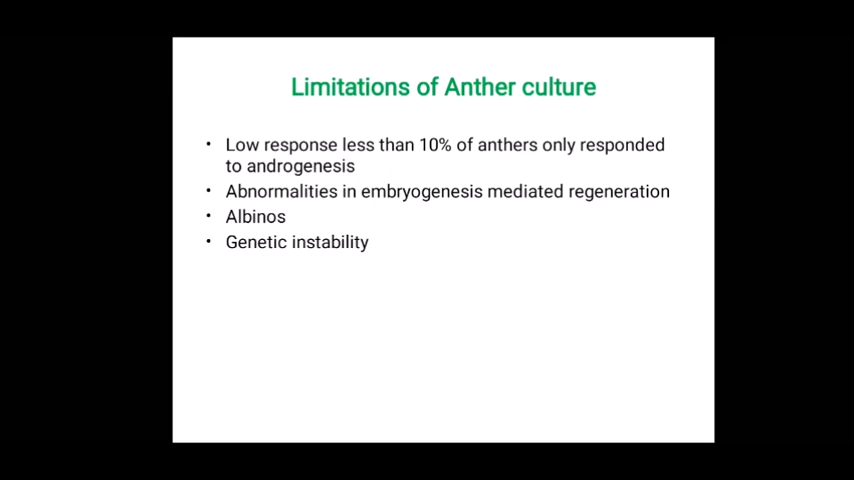 Limitations of Anther culture
• Low response less than 10% of anthers only responded
to androgenesis
• Abnormalities in embryogenesis mediated regeneration
• Albinos
• Genetic instability